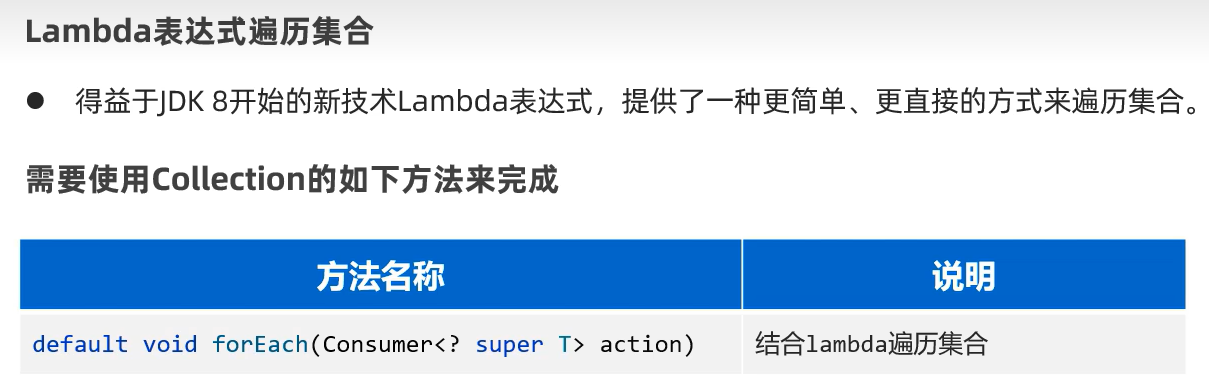 Lambda表达式遍历集合
● 得益于JDK 8开始的新技术Lambda表达式，提供了一种更简单、更直接的方式来遍历集合。
需要使用Collection的如下方法来完成
方法名称 说明
default void forEach(Consumer<? super T> action) 结合lambda遍历集合